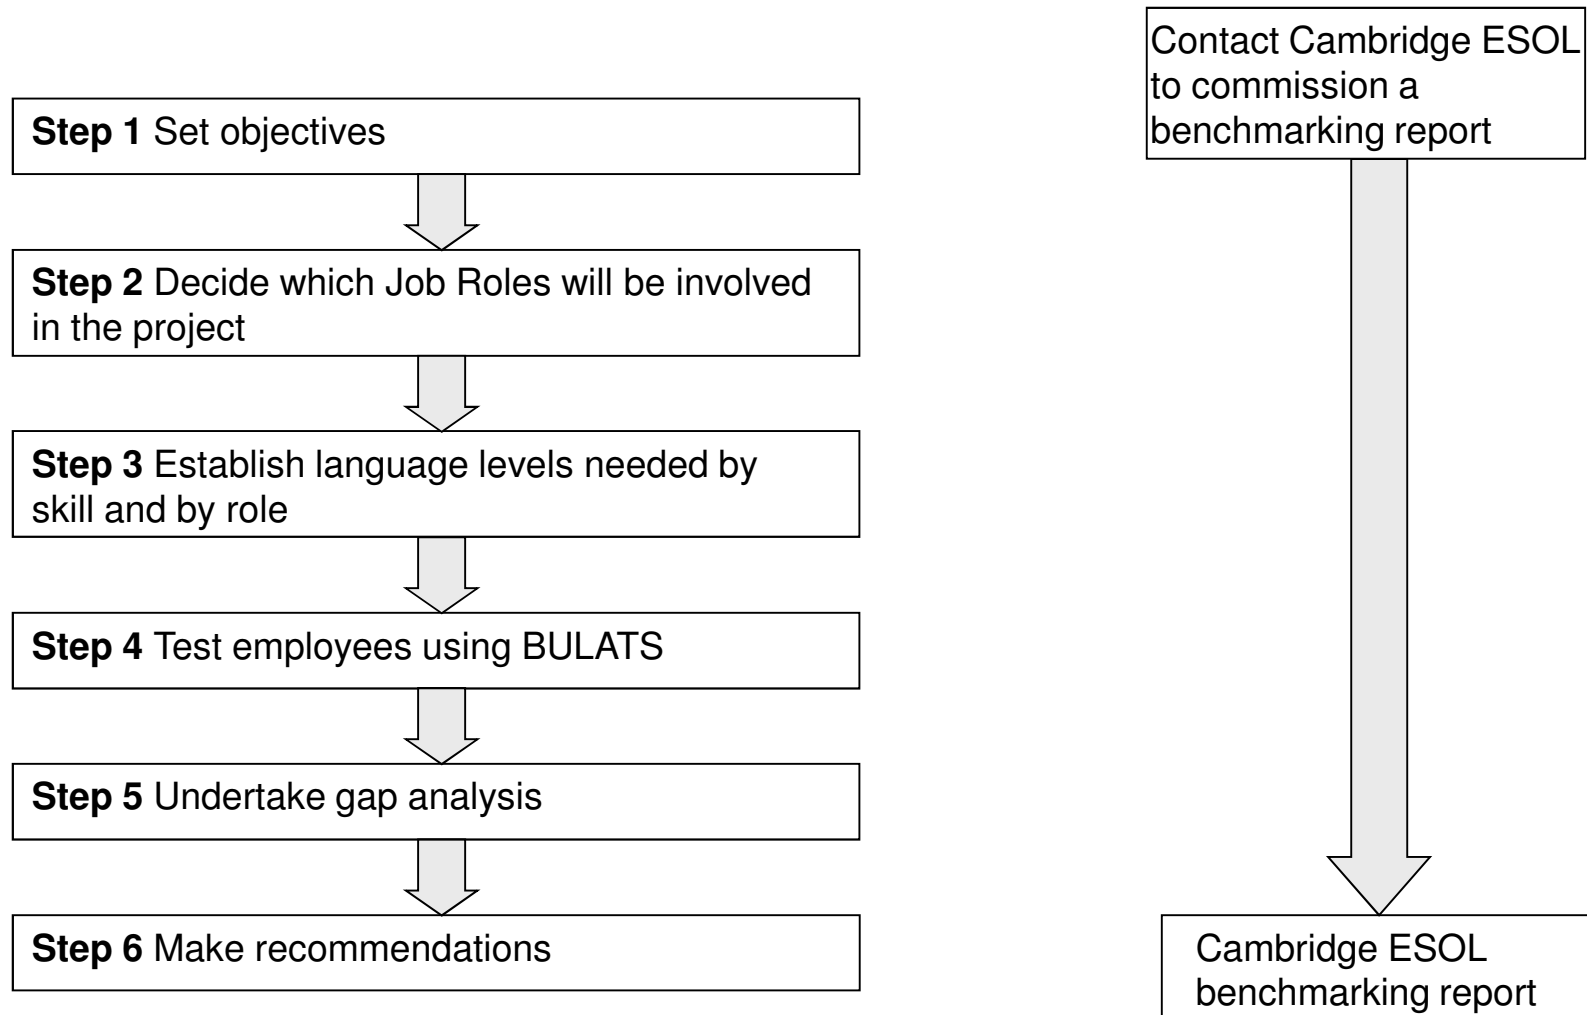 Step 1 Set objectives
Step 2 Decide which Job Roles will be involved
in the project
Step 3 Establish language levels needed by
skill and by role
Step 4 Test employees using BULATS
Step 5 Undertake gap analysis
Step 6 Make recommendations
Contact Cambridge ESOL
to commission a
benchmarking report
Cambridge ESOL
benchmarking report